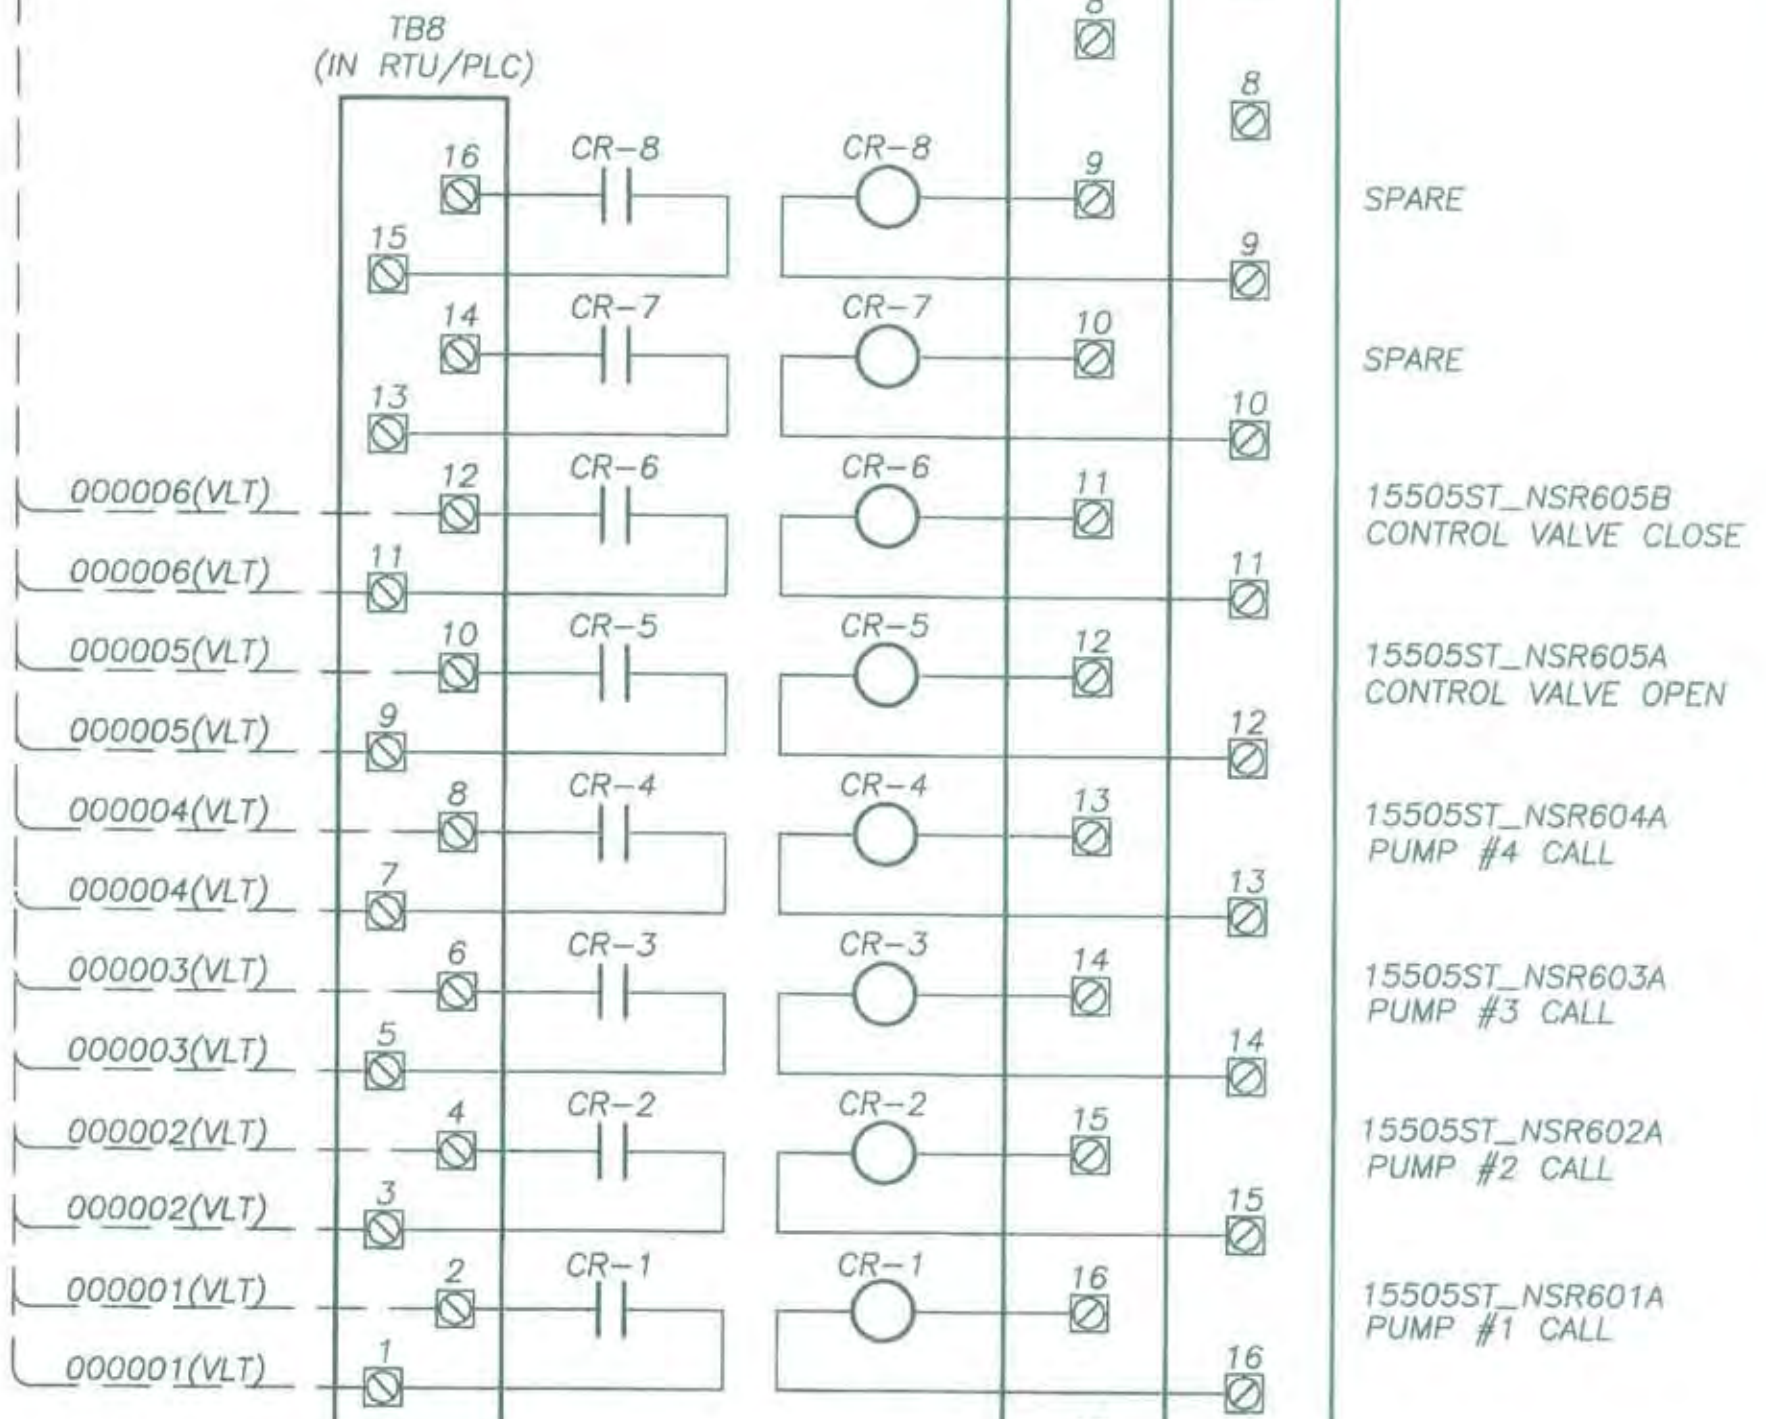 TB8
(IN RTU/PLC)
8
8
16
CR-8
CR-8
9
SPARE
15
9
14
CR-7
CR-7
10
SPARE
13
10
000006(VLT)
12
CR-6
CR-6
11
15505ST_NSR605B
CONTROL VALVE CLOSE
000006(VLT)
11
11
000005(VLT)
10
CR-5
CR-5
12
15505ST_NSR605A
CONTROL VALVE OPEN
000005(VLT)
9
12
000004(VLT)
8
CR-4
CR-4
13
15505ST_NSR604A
PUMP #4 CALL
000004(VLT)
7
13
000003(VLT)
6
CR-3
CR-3
14
15505ST_NSR603A
PUMP #3 CALL
000003(VLT)
5
14
000002(VLT)
4
CR-2
CR-2
15
15505ST_NSR602A
PUMP #2 CALL
000002(VLT)
3
15
000001(VLT)
2
CR-1
CR-1
16
15505ST_NSR601A
PUMP #1 CALL
000001(VLT)
1
16